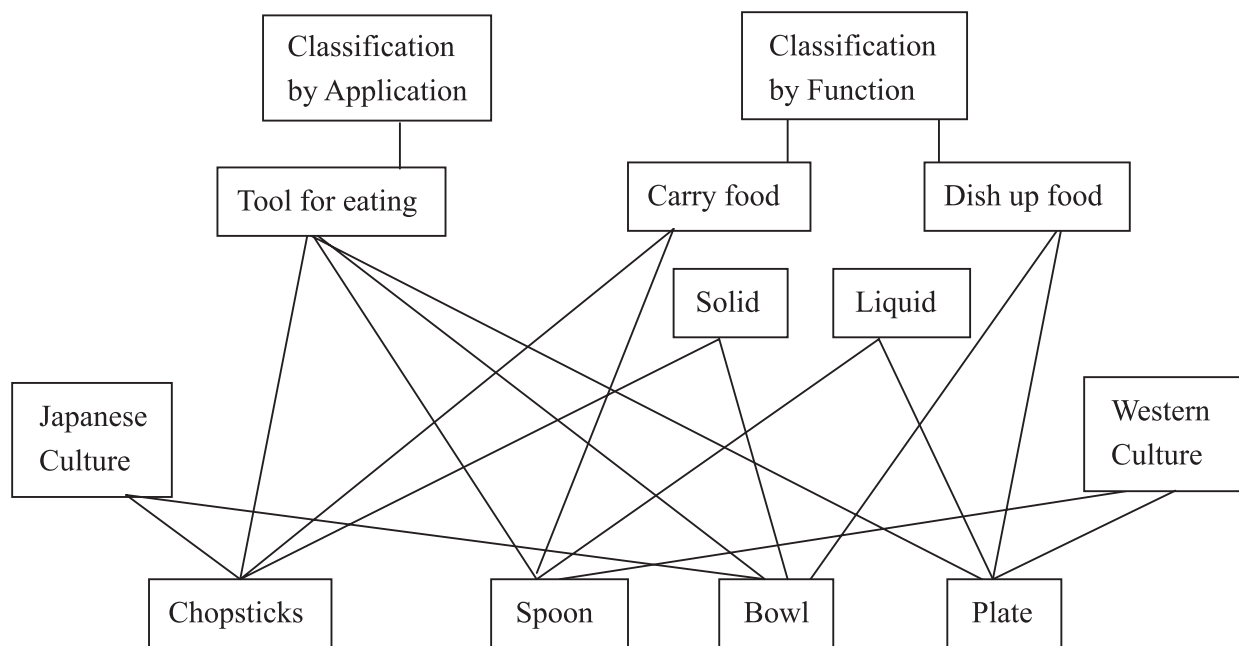 Classification
by Application
Classification
by Function
Tool for eating
Carry food
Dish up food
Solid
Liquid
Japanese
Culture
Western
Culture
Chopsticks
Spoon
Bowl
Plate